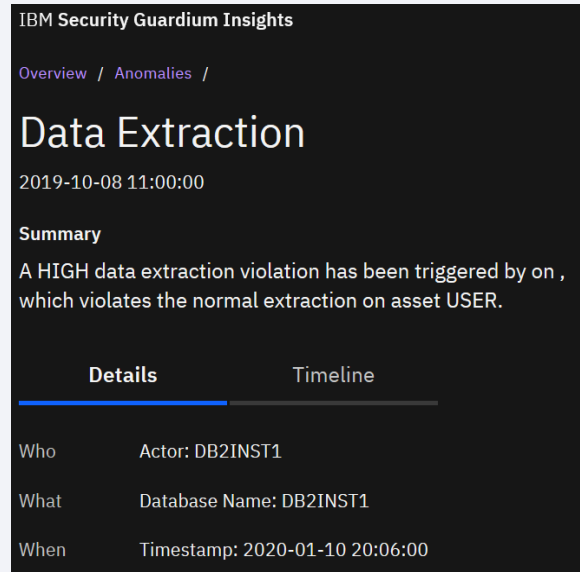 IBM Security Guardium Insights
Overview / Anomalies /
Data Extraction
2019-10-08 11:00:00
Summary
A HIGH data extraction violation has been triggered by on ,
which violates the normal extraction on asset USER.
Details Timeline
Who Actor: DB2INST1
What Database Name: DB2INST1
When Timestamp: 2020-01-10 20:06:00